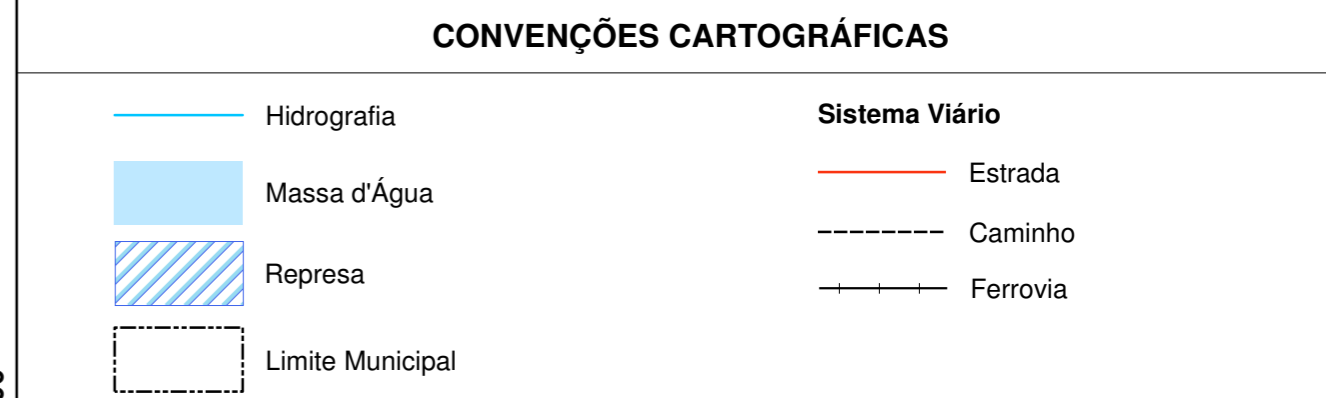 CONVENÇÕES CARTOGRÁFICAS
Hidrografia
Massa d'Água
Represa
Limite Municipal
Sistema Viário
Estrada
Caminho
Ferrovia